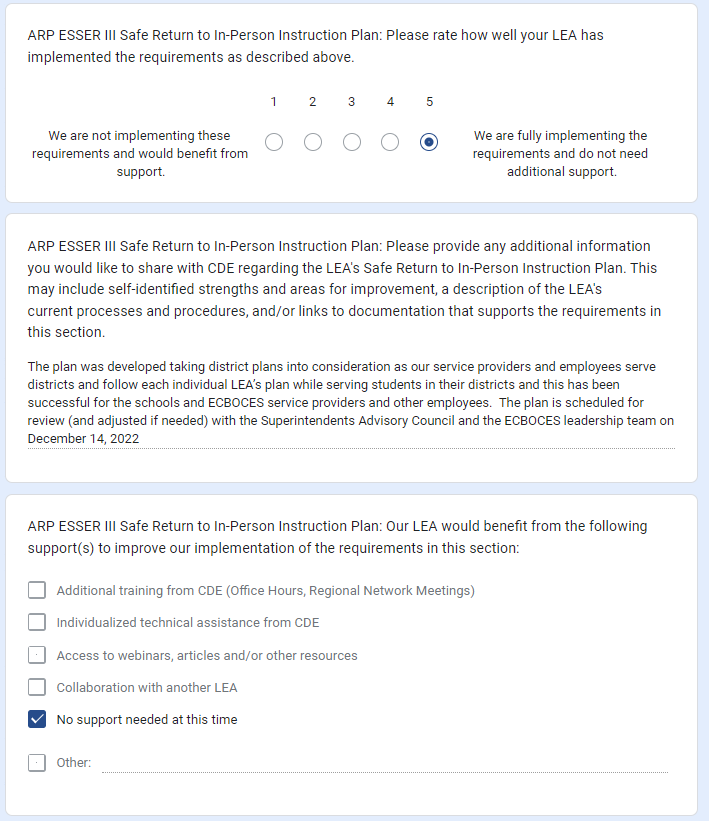 ARP ESSER III Safe Return to In-Person Instruction Plan: Please rate how well your LEA has
implemented the requirements as described above.
1 2 3 4 5
We are not implementing these
requirements and would benefit from
support.
We are fully implementing the
requirements and do not need
additional support.
ARP ESSER III Safe Return to In-Person Instruction Plan: Please provide any additional information
you would like to share with CDE regarding the LEA's Safe Return to In-Person Instruction Plan. This
may include self-identified strengths and areas for improvement, a description of the LEA's
current processes and procedures, and/or links to documentation that supports the requirements in
this section.
The plan was developed taking district plans into consideration as our service providers and employees serve
districts and follow each individual LEA's plan while serving students in their districts and this has been
successful for the schools and ECBOCES service providers and other employees.  The plan is scheduled for
review (and adjusted if needed) with the Superintendents Advisory Council and the ECBOCES leadership team on
December 14, 2022
ARP ESSER III Safe Return to In-Person Instruction Plan: Our LEA would benefit from the following
support(s) to improve our implementation of the requirements in this section:
Additional training from CDE (Office Hours, Regional Network Meetings)
Individualized technical assistance from CDE
Access to webinars, articles and/or other resources
Collaboration with another LEA
No support needed at this time
Other: